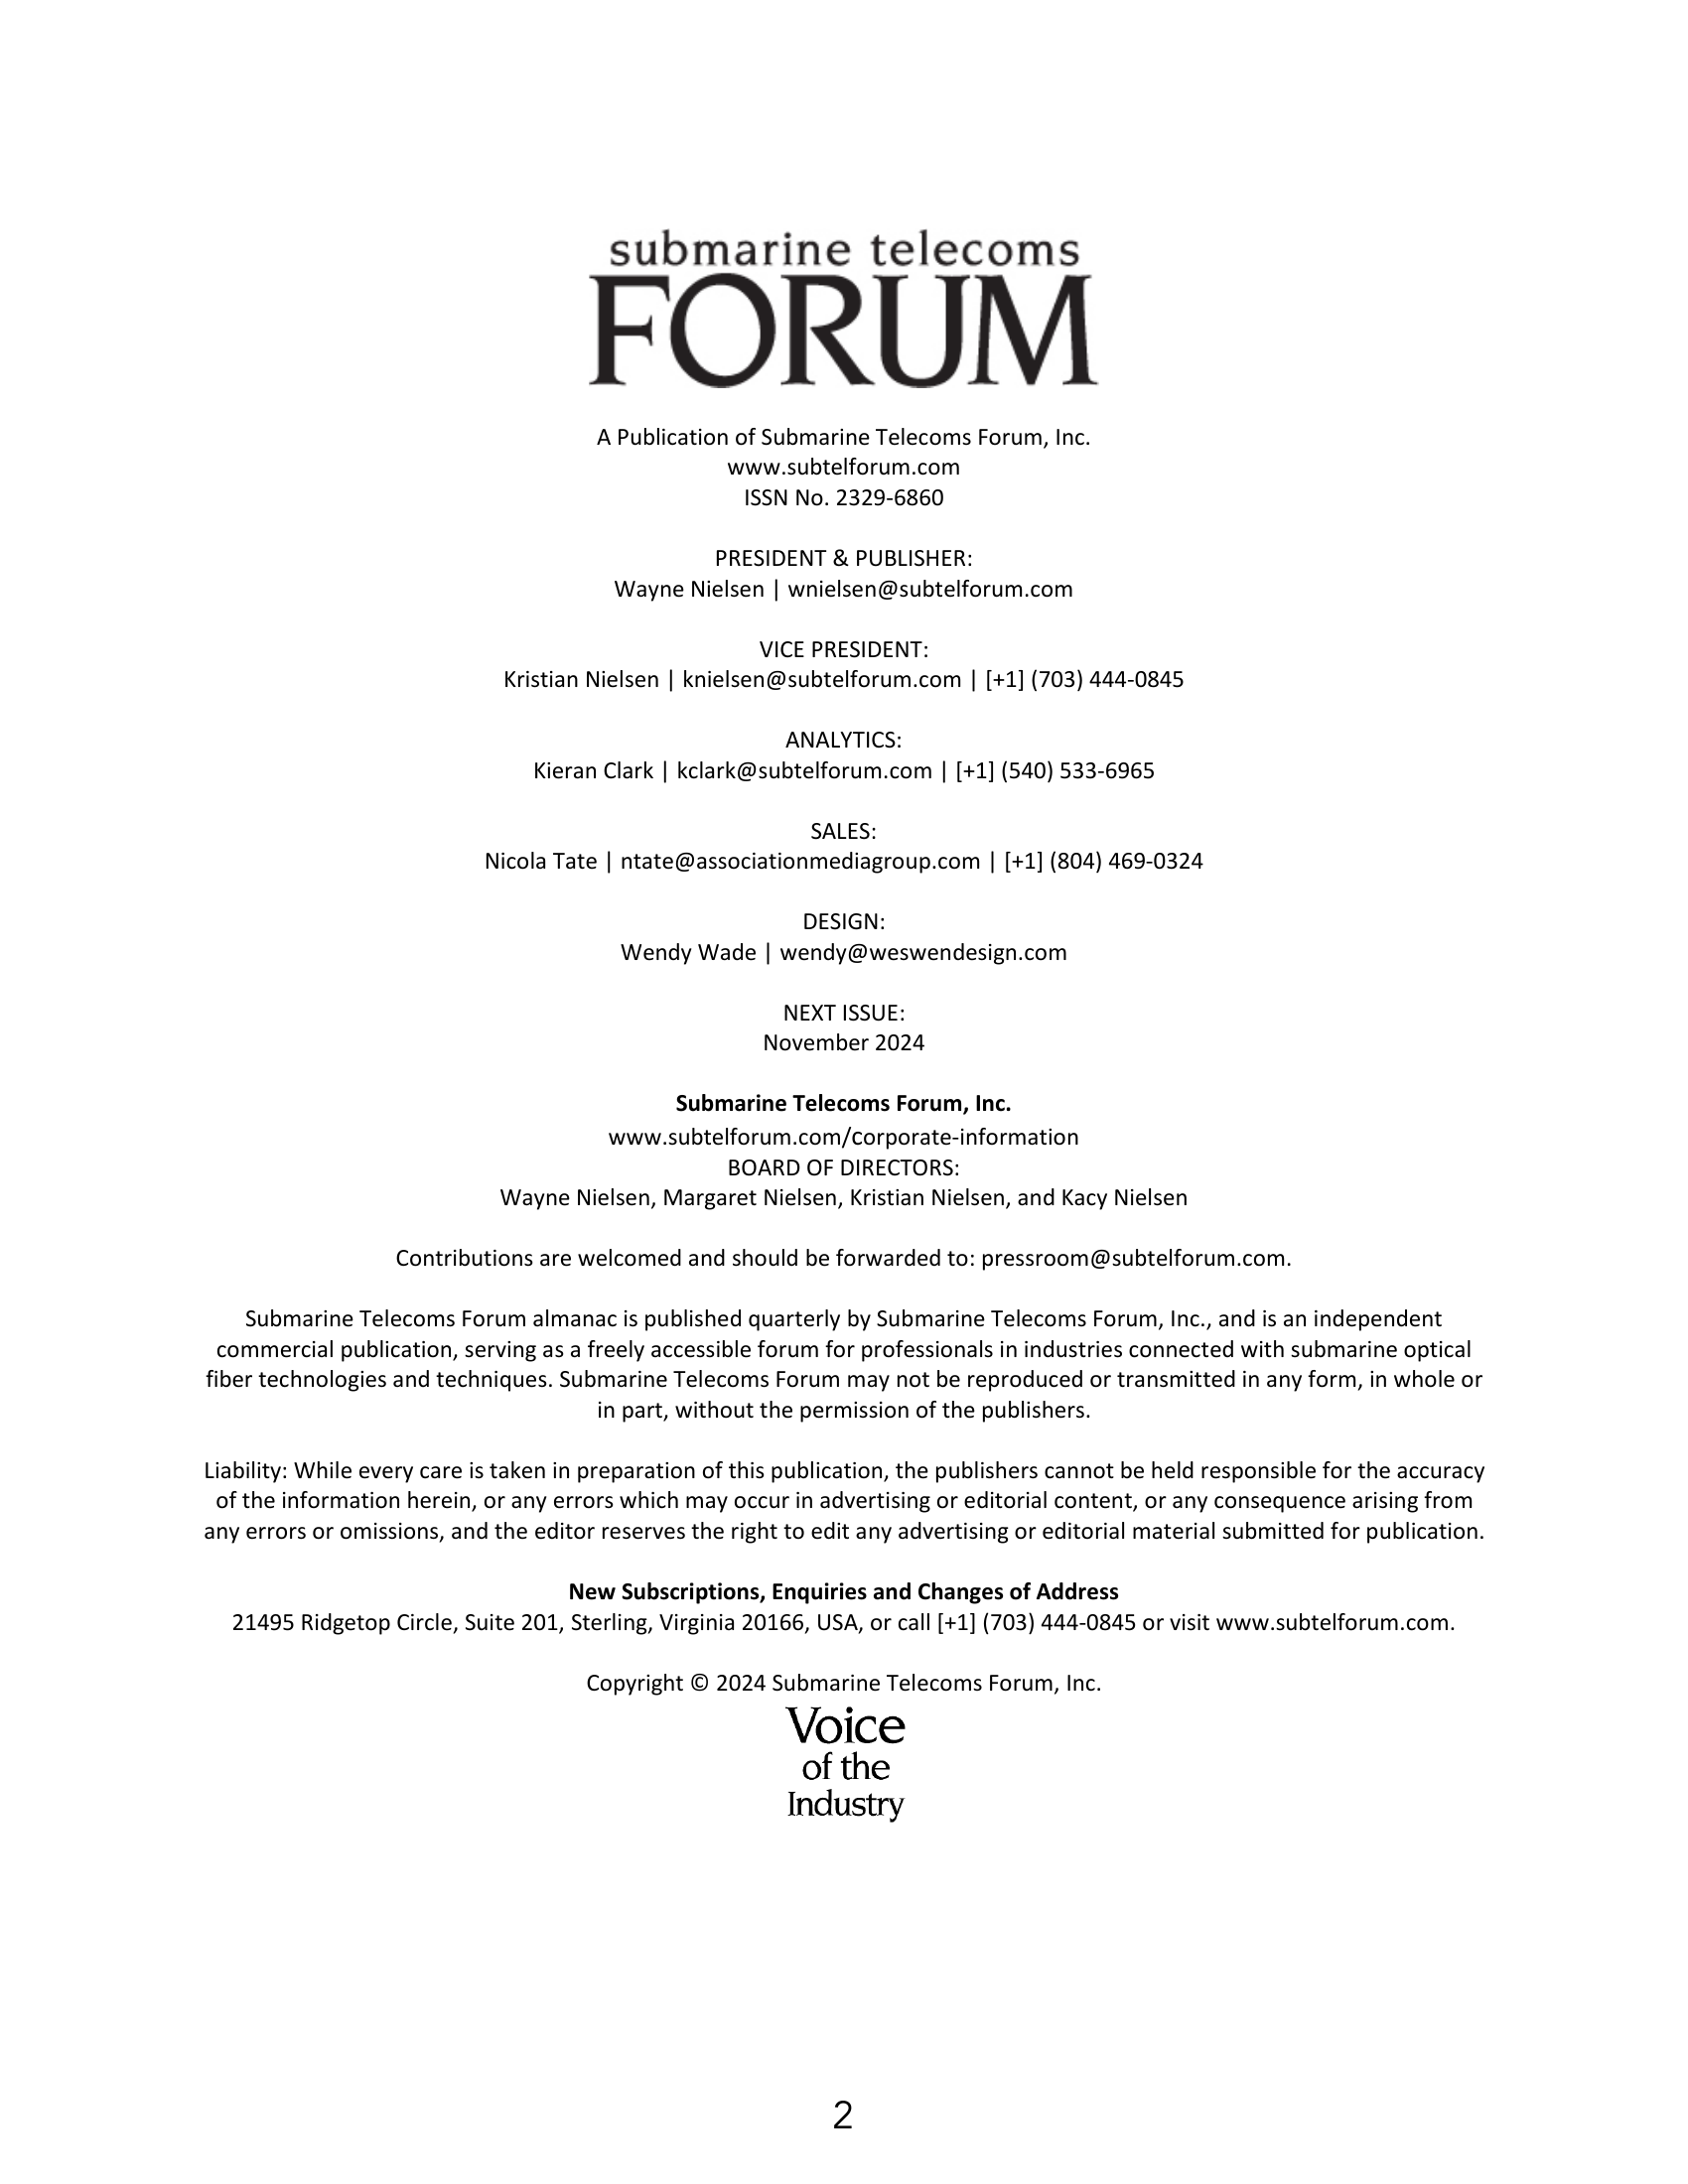 submarine telecoms
FORUM
A Publication of Submarine Telecoms Forum, Inc.
www.subtelforum.com
ISSN No. 2329-6860
PRESIDENT & PUBLISHER:
Wayne Nielsen | wnielsen@subtelforum.com
VICE PRESIDENT:
Kristian Nielsen | knielsen@subtelforum.com | [+1] (703) 444-0845
ANALYTICS:
Kieran Clark | kclark@subtelforum.com | [+1] (540) 533-6965
SALES:
Nicola Tate | ntate@associationmediagroup.com | [+1] (804) 469-0324
DESIGN:
Wendy Wade | wendy@weswendesign.com
NEXT ISSUE:
November 2024
Submarine Telecoms Forum, Inc.
www.subtelforum.com/corporate-information
BOARD OF DIRECTORS:
Wayne Nielsen, Margaret Nielsen, Kristian Nielsen, and Kacy Nielsen
Contributions are welcomed and should be forwarded to: pressroom@subtelforum.com.
Submarine Telecoms Forum almanac is published quarterly by Submarine Telecoms Forum, Inc., and is an independent
commercial publication, serving as a freely accessible forum for professionals in industries connected with submarine optical
fiber technologies and techniques. Submarine Telecoms Forum may not be reproduced or transmitted in any form, in whole or
in part, without the permission of the publishers.
Liability: While every care is taken in preparation of this publication, the publishers cannot be held responsible for the accuracy
of the information herein, or any errors which may occur in advertising or editorial content, or any consequence arising from
any errors or omissions, and the editor reserves the right to edit any advertising or editorial material submitted for publication.
New Subscriptions, Enquiries and Changes of Address
21495 Ridgetop Circle, Suite 201, Sterling, Virginia 20166, USA, or call [+1] (703) 444-0845 or visit www.subtelforum.com.
Copyright © 2024 Submarine Telecoms Forum, Inc.
Voice
of the
Industry
2